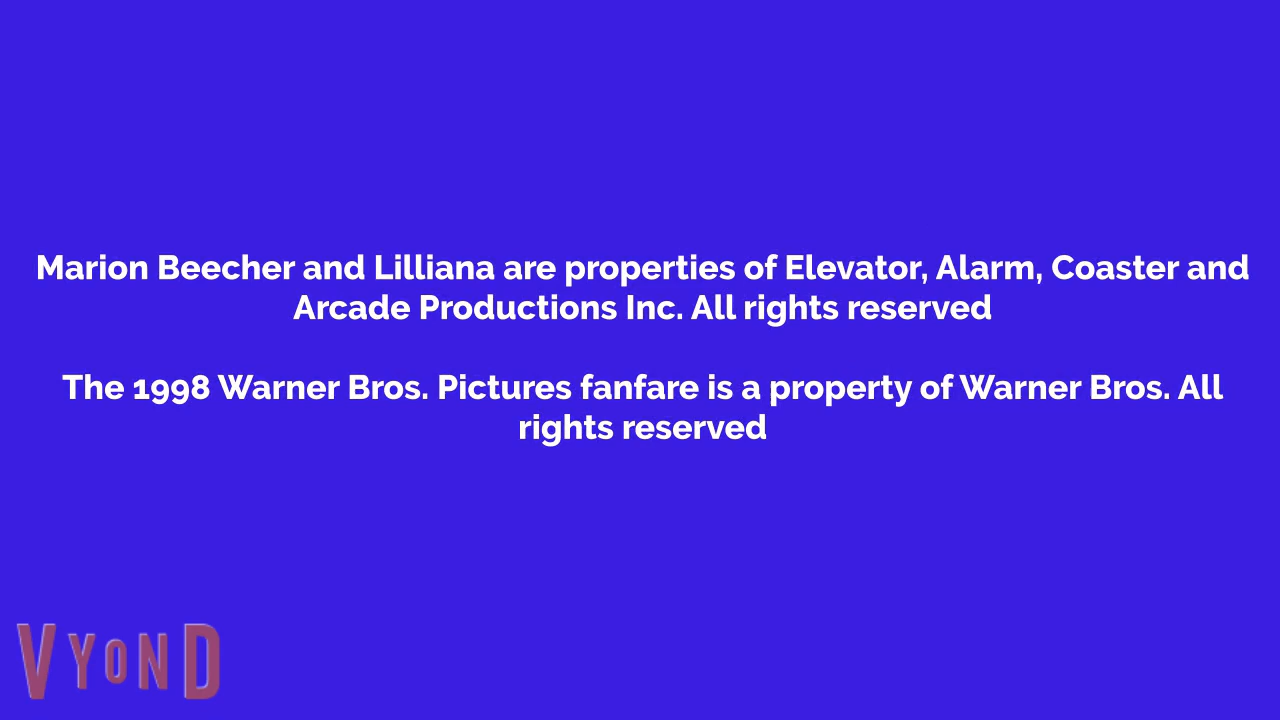 Marion Beecher and Lilliana are properties of Elevator, Alarm, Coaster and
Arcade Productions Inc. All rights reserved
The 1998 Warner Bros. Pictures fanfare is a property of Warner Bros. All
rights reserved
VYOND